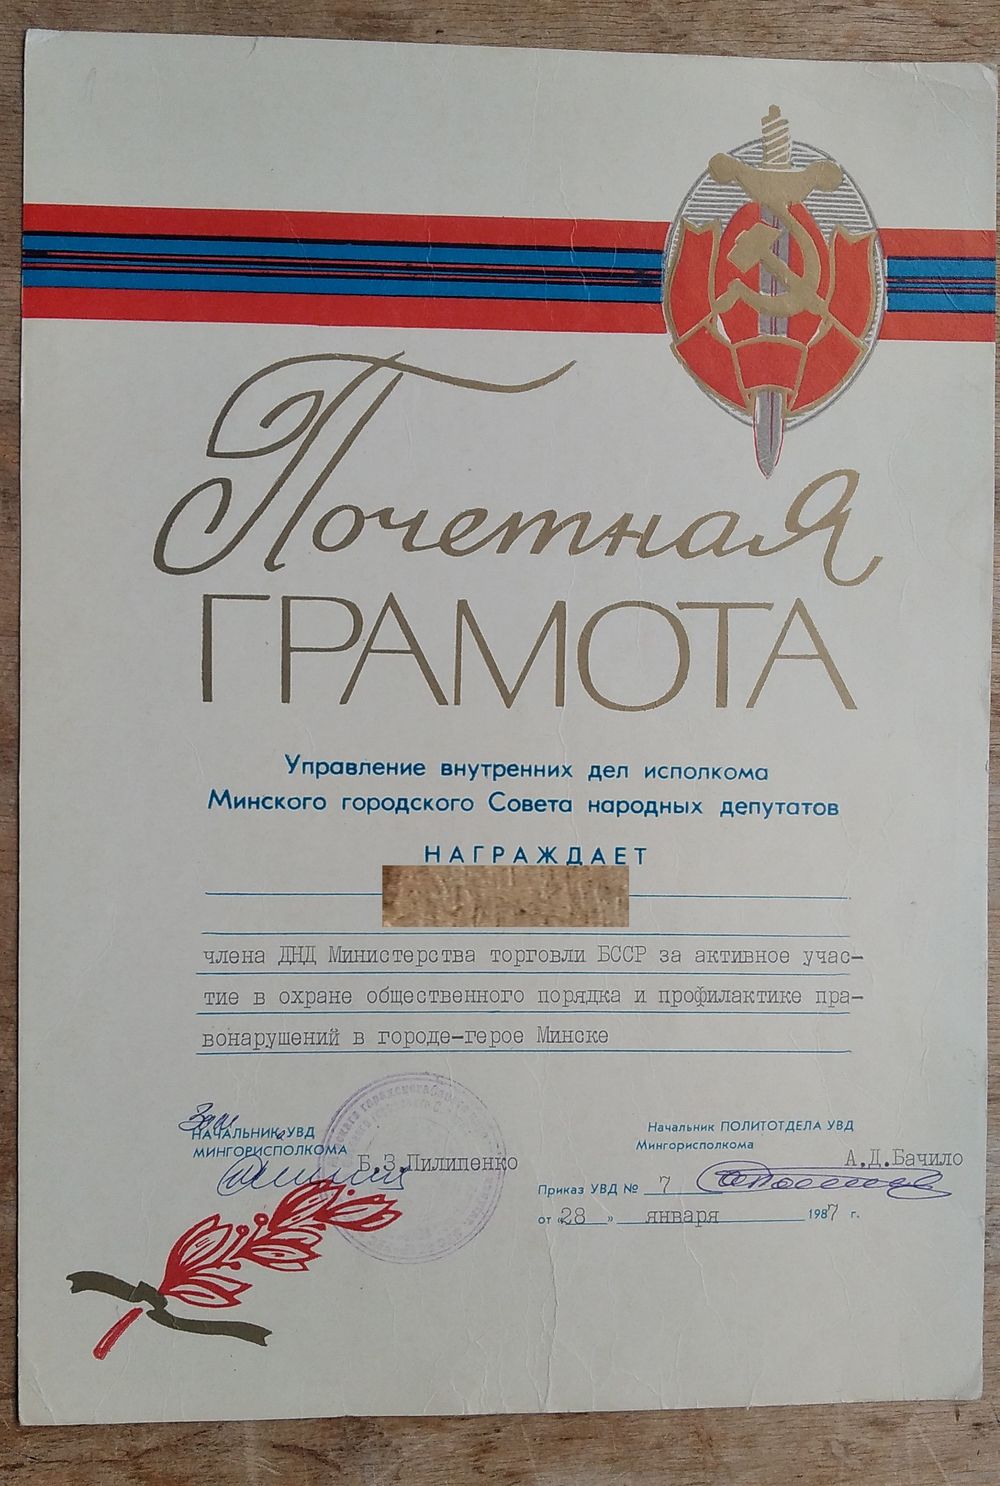 Почетная
ГРАМОТА
Управление внутренних дел исполкома
Минского городского Совета народных депутатов
НАГРАЖДАЕТ
члена ДНД Министерства торговли БССР за активное учас-
тие в охране общественного порядка и профилактике пра-
вонарушений в городе-герое Минске
Зам.
НАЧАЛЬНИКа УВД
МИНГОРИСПОЛКОМА
Б.З.Пилипенко
Начальник ПОЛИТОТДЕЛА УВД
Мингорисполкома
А.Д.Бачило
Приказ УВД № 7
от «28» января 1987 г.